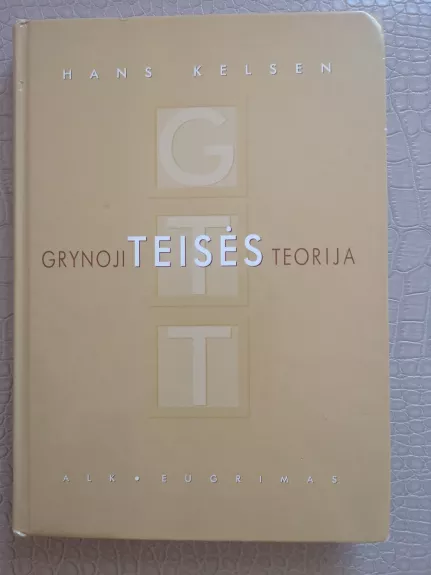 HANS KELSEN
G
T
GRYNOJI TEISĖS TEORIJA
T
ALK • EUGRIMAS